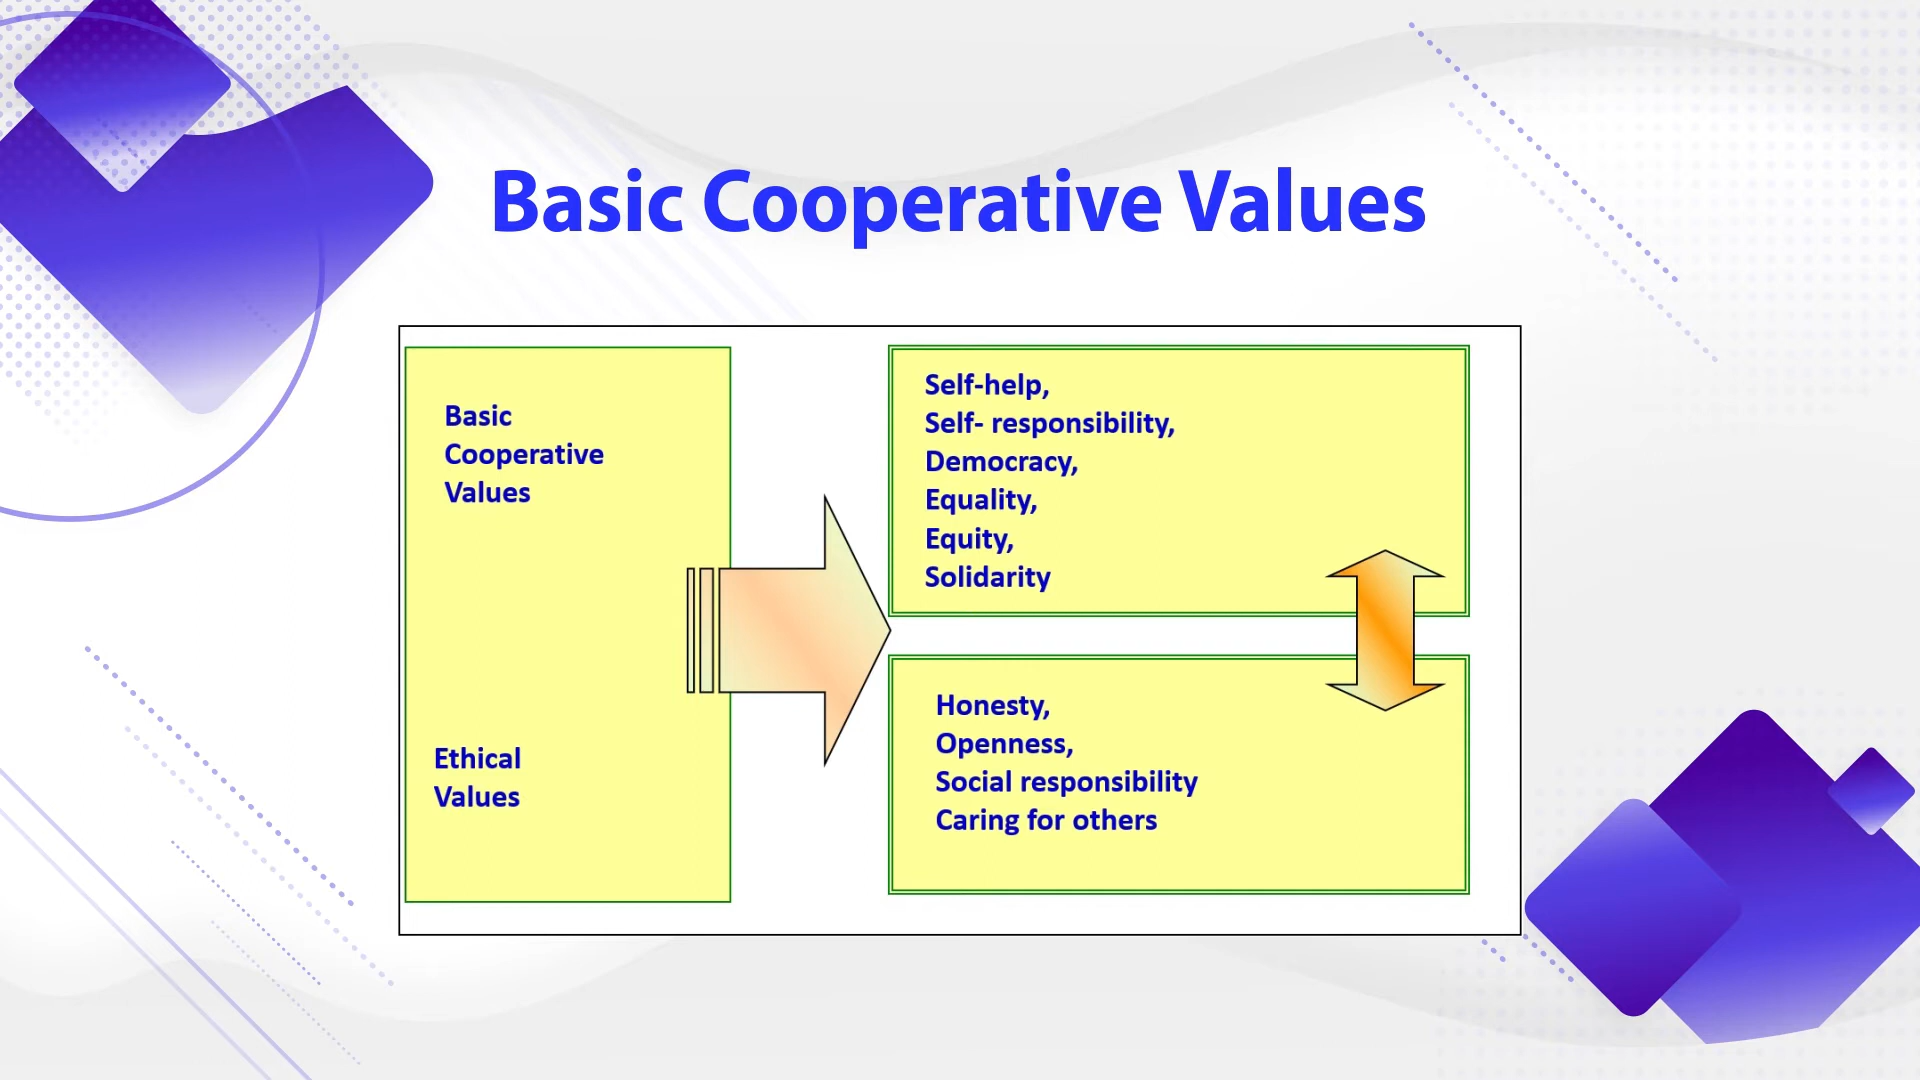 Basic Cooperative Values
Basic
Cooperative
Values
Ethical
Values
Self-help,
Self- responsibility,
Democracy,
Equality,
Equity,
Solidarity
Honesty,
Openness,
Social responsibility
Caring for others